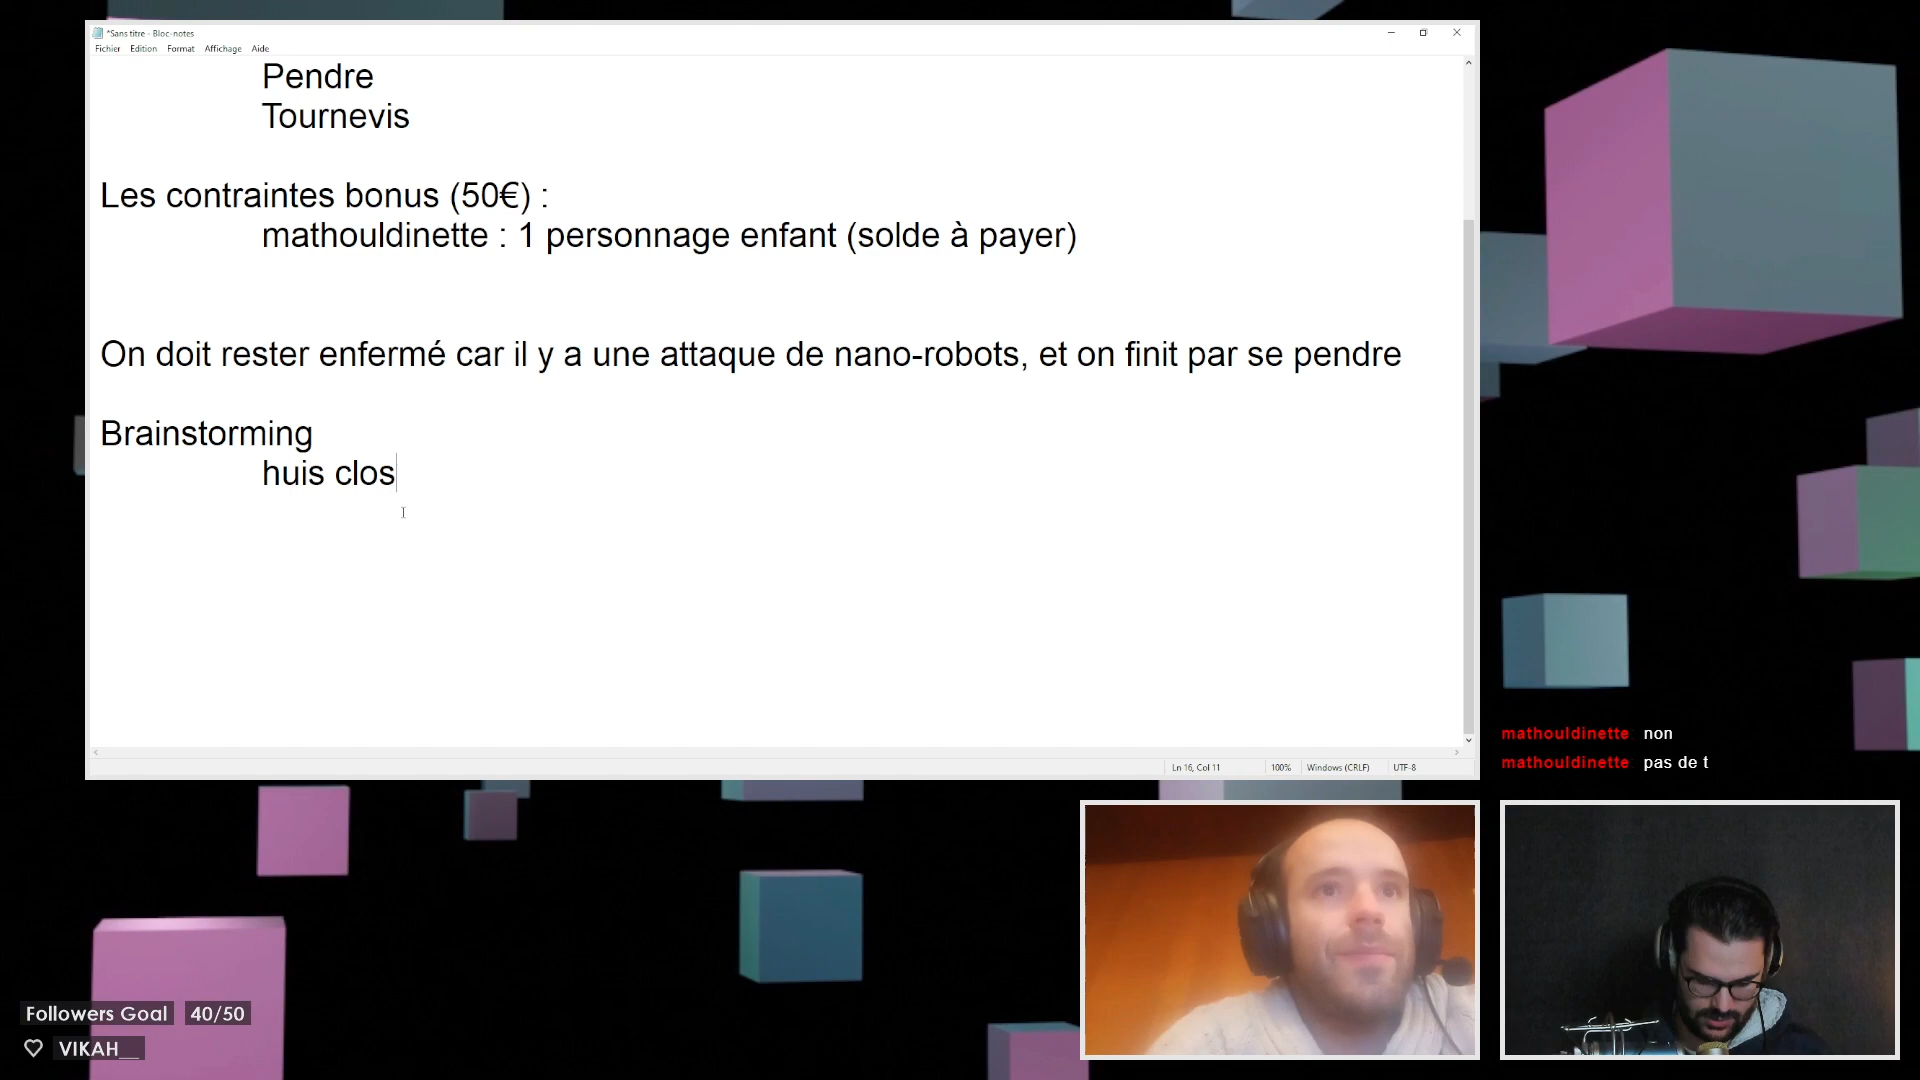 *Sans titre - Bloc-notes
Fichier Edition Format Affichage Aide
Pendre
Tournevis
Les contraintes bonus (50€) :
mathouldinette : 1 personnage enfant (solde à payer)
On doit rester enfermé car il y a une attaque de nano-robots, et on finit par se pendre
Brainstorming
huis clos
Ln 16, Col 11 100% Windows (CRLF) UTF-8
mathouldinette non
mathouldinette pas de t
Followers Goal 40/50
VIKAH__